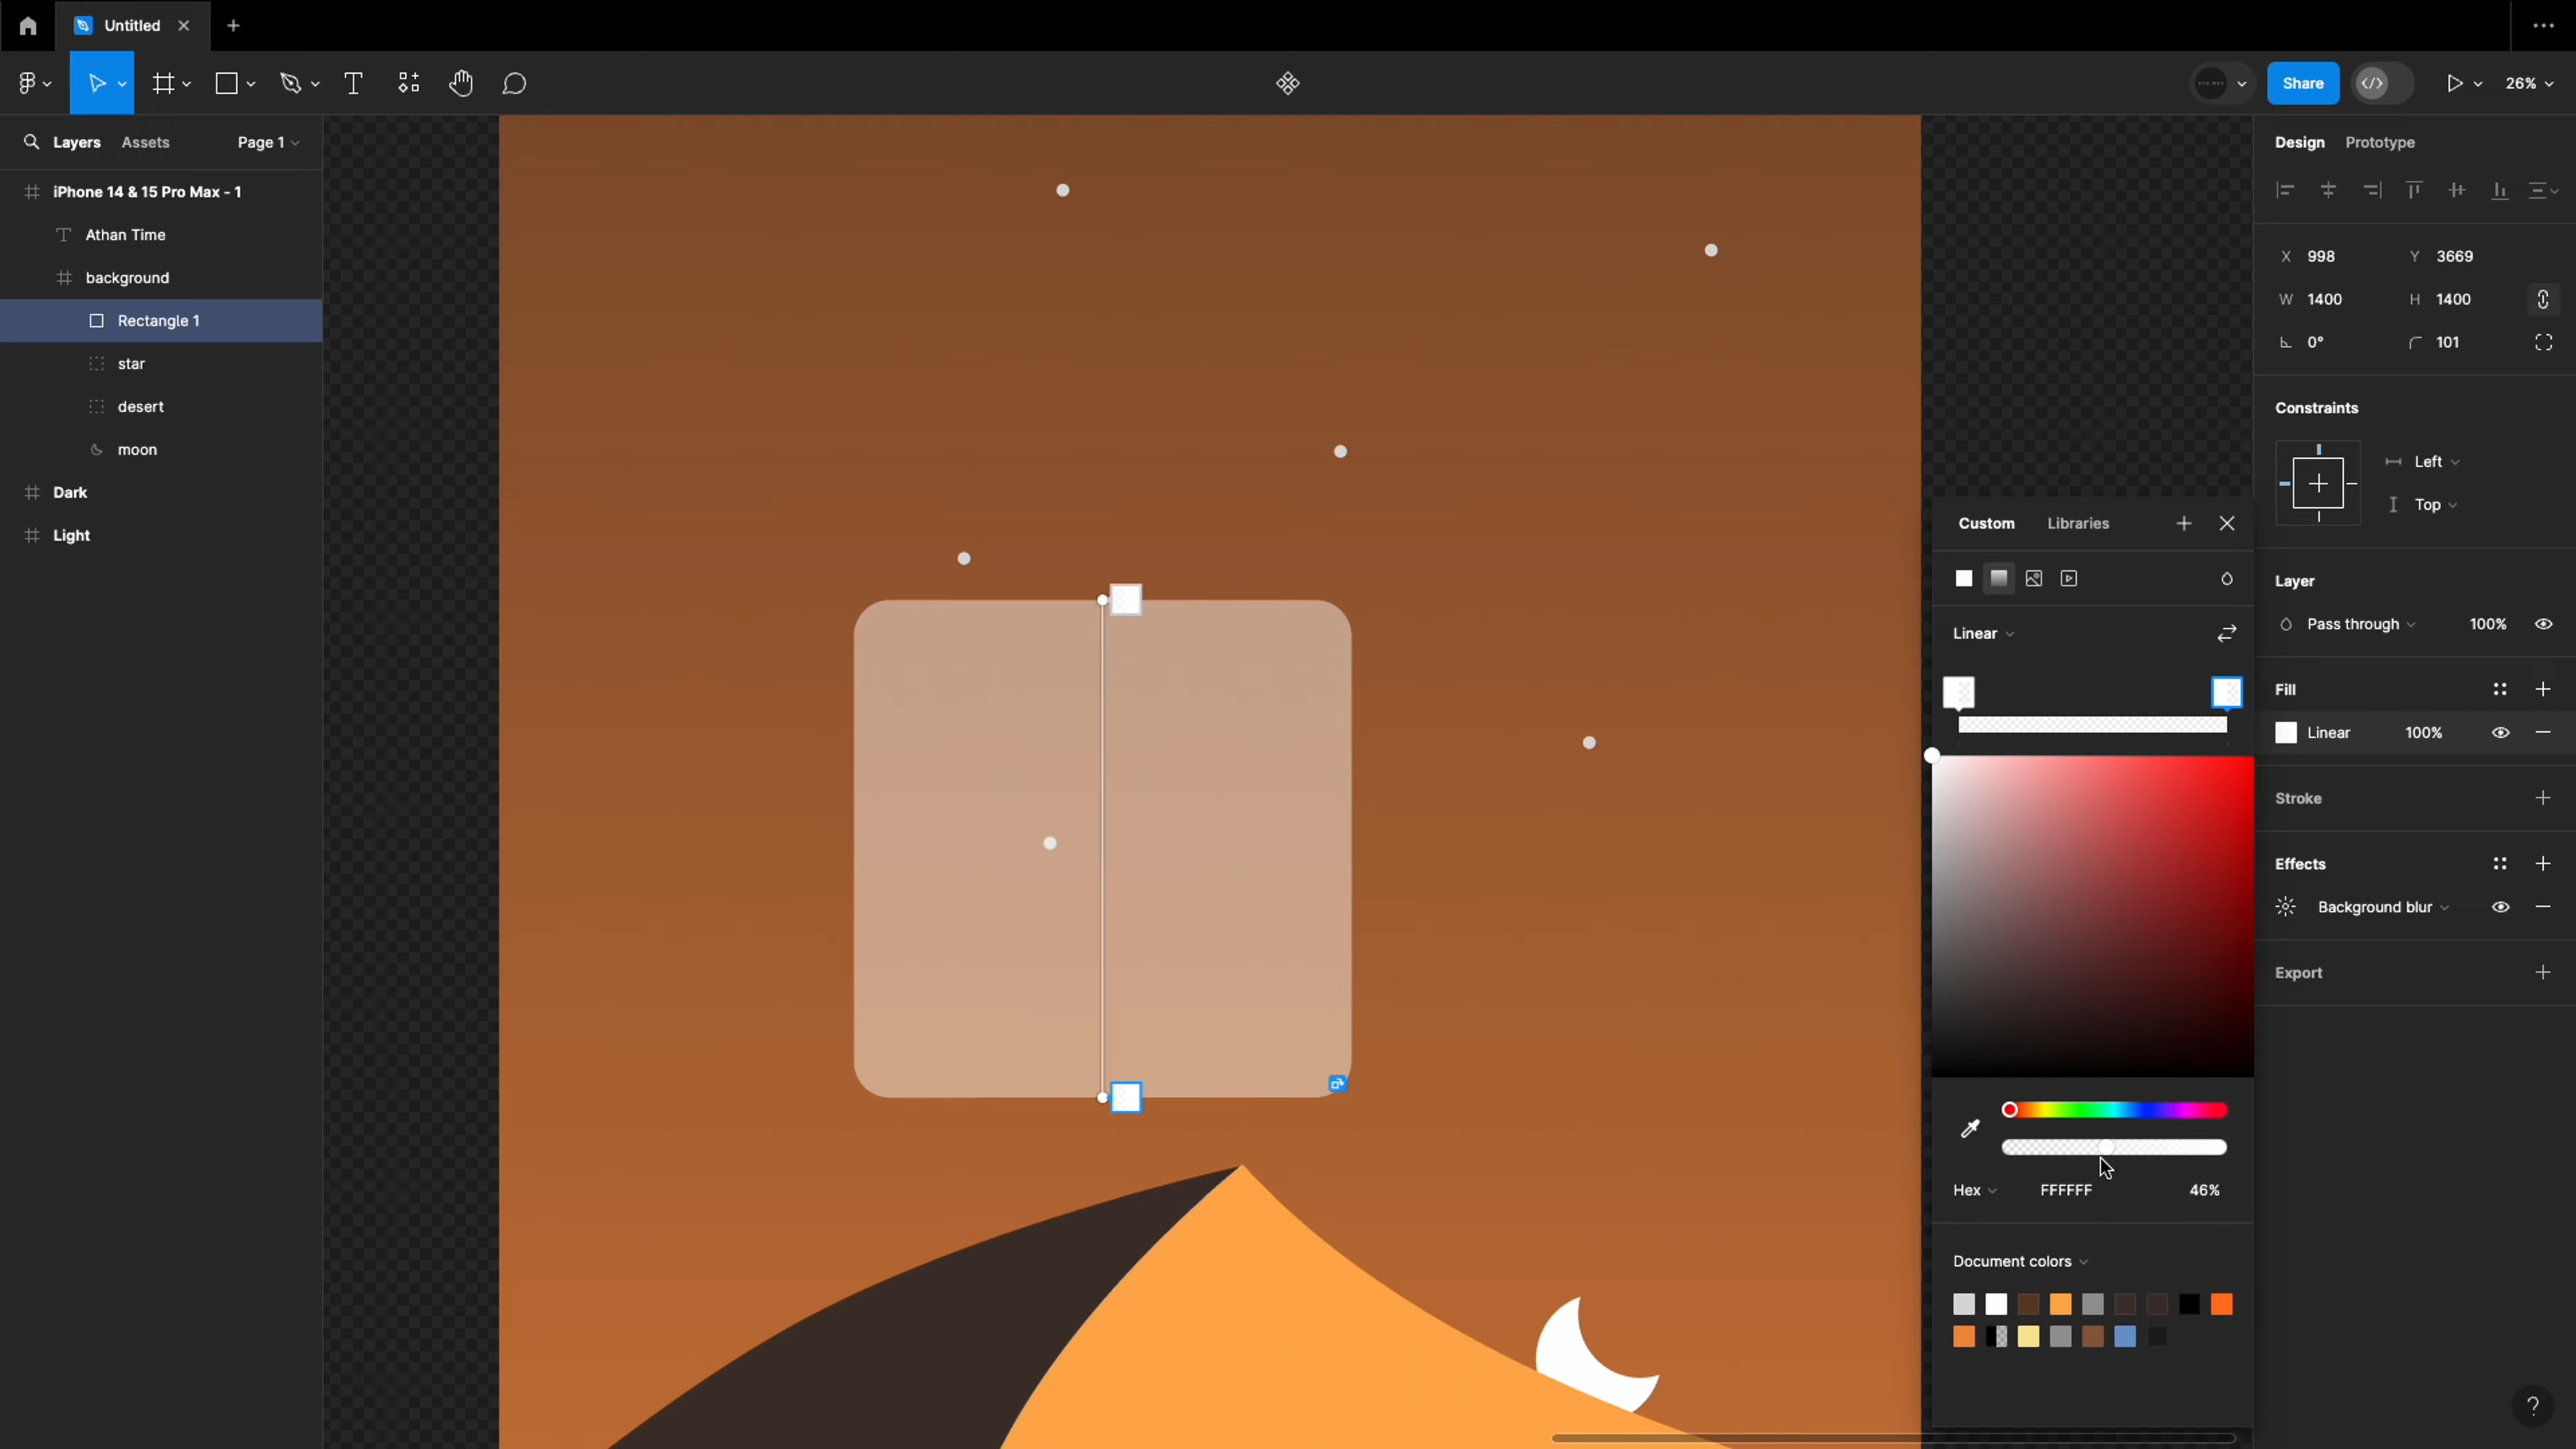 Untitled
Share
26%
Layers
Assets
Page 1
iPhone 14 & 15 Pro Max - 1
Athan Time
background
Rectangle 1
star
desert
moon
Dark
Light
Design
Prototype
X 998
Y 3669
W 1400
H 1400
0°
101
Constraints
Left
Top
Layer
Pass through
100%
Fill
Linear
100%
Stroke
Effects
Background blur
Export
Custom
Libraries
Linear
Hex
FFFFFF
46%
Document colors
?